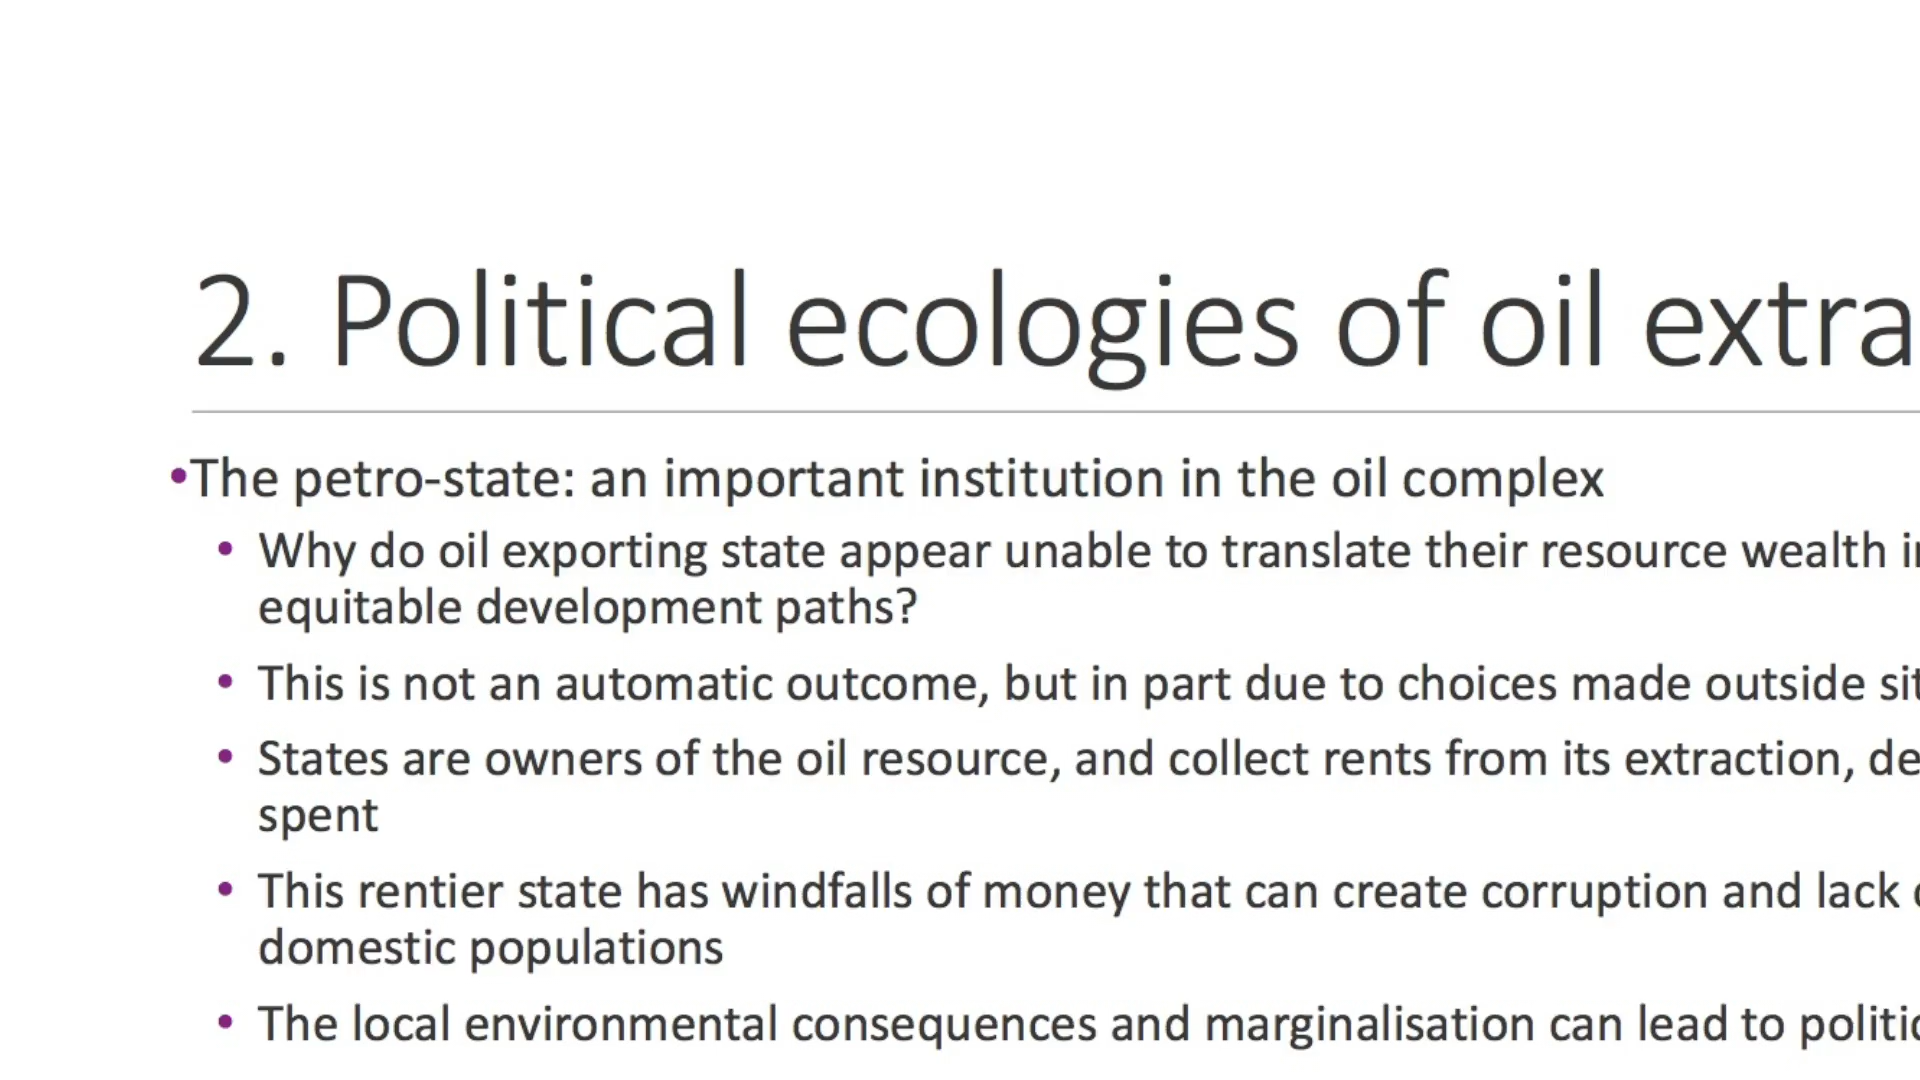 2. Political ecologies of oil extra
•The petro-state: an important institution in the oil complex
• Why do oil exporting state appear unable to translate their resource wealth
equitable development paths?
• This is not an automatic outcome, but in part due to choices made outside
• States are owners of the oil resource, and collect rents from its extraction,
spent
• This rentier state has windfalls of money that can create corruption and lack
domestic populations
• The local environmental consequences and marginalisation can lead to